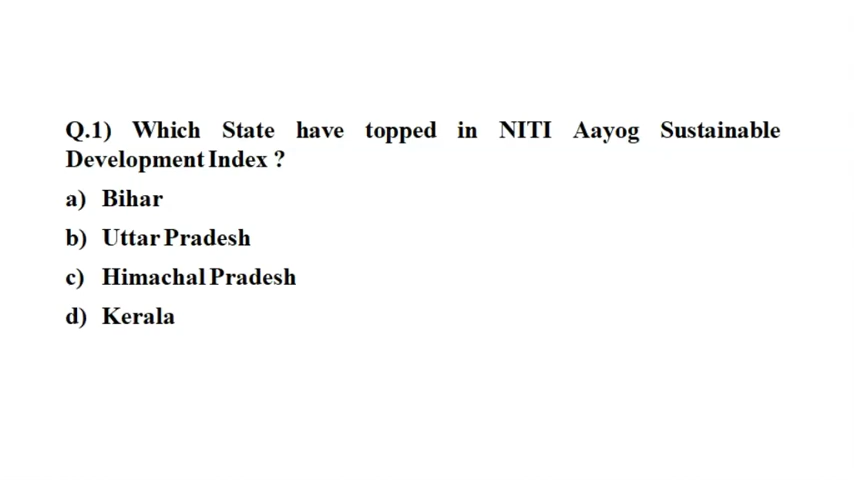 Q.1) Which State have topped in NITI Aayog Sustainable
Development Index ?
a) Bihar
b) Uttar Pradesh
c) Himachal Pradesh
d) Kerala